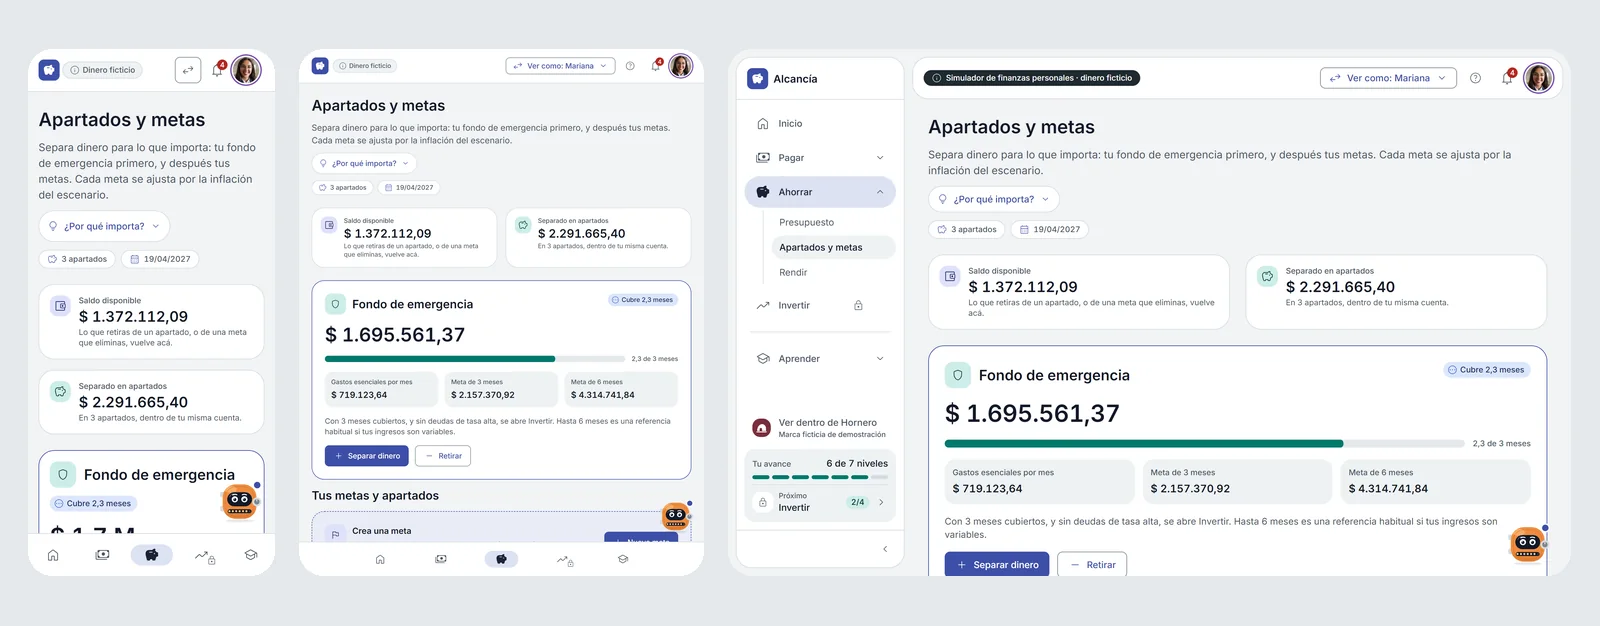 Dinero ficticio
4
Apartados y metas
Separa dinero para lo que importa: tu fondo
de emergencia primero, y después tus
metas. Cada meta se ajusta por la inflación
del escenario.
¿Por qué importa?
3 apartados
19/04/2027
Saldo disponible
$ 1.372.112,09
Lo que retiras de un apartado, o de una meta
que eliminas, vuelve acá.
Separado en apartados
$ 2.291.665,40
En 3 apartados, dentro de tu misma cuenta.
Fondo de emergencia
Cubre 2,3 meses
$ 1,7 M
Dinero ficticio
Ver como: Mariana
4
Apartados y metas
Separa dinero para lo que importa: tu fondo de emergencia primero, y después tus metas.
Cada meta se ajusta por la inflación del escenario.
¿Por qué importa?
3 apartados
19/04/2027
Saldo disponible
$ 1.372.112,09
Lo que retiras de un apartado, o de una meta
que eliminas, vuelve acá.
Separado en apartados
$ 2.291.665,40
En 3 apartados, dentro de tu misma cuenta.
Fondo de emergencia
Cubre 2,3 meses
$ 1.695.561,37
2,3 de 3 meses
Gastos esenciales por mes
$ 719.123,64
Meta de 3 meses
$ 2.157.370,92
Meta de 6 meses
$ 4.314.741,84
Con 3 meses cubiertos, y sin deudas de tasa alta, se abre Invertir. Hasta 6 meses es una referencia
habitual si tus ingresos son variables.
+ Separar dinero
− Retirar
Tus metas y apartados
Crea una meta
Alcancía
Inicio
Pagar
Ahorrar
Presupuesto
Apartados y metas
Rendir
Invertir
Aprender
Ver dentro de Hornero
Marca ficticia de demostración
Tu avance
6 de 7 niveles
Próximo
Invertir
2/4
Simulador de finanzas personales · dinero ficticio
Ver como: Mariana
4
Apartados y metas
Separa dinero para lo que importa: tu fondo de emergencia primero, y después tus metas. Cada meta se ajusta por la
inflación del escenario.
¿Por qué importa?
3 apartados
19/04/2027
Saldo disponible
$ 1.372.112,09
Lo que retiras de un apartado, o de una meta que eliminas, vuelve
acá.
Separado en apartados
$ 2.291.665,40
En 3 apartados, dentro de tu misma cuenta.
Fondo de emergencia
Cubre 2,3 meses
$ 1.695.561,37
2,3 de 3 meses
Gastos esenciales por mes
$ 719.123,64
Meta de 3 meses
$ 2.157.370,92
Meta de 6 meses
$ 4.314.741,84
Con 3 meses cubiertos, y sin deudas de tasa alta, se abre Invertir. Hasta 6 meses es una referencia habitual si tus ingresos son
variables.
+ Separar dinero
− Retirar